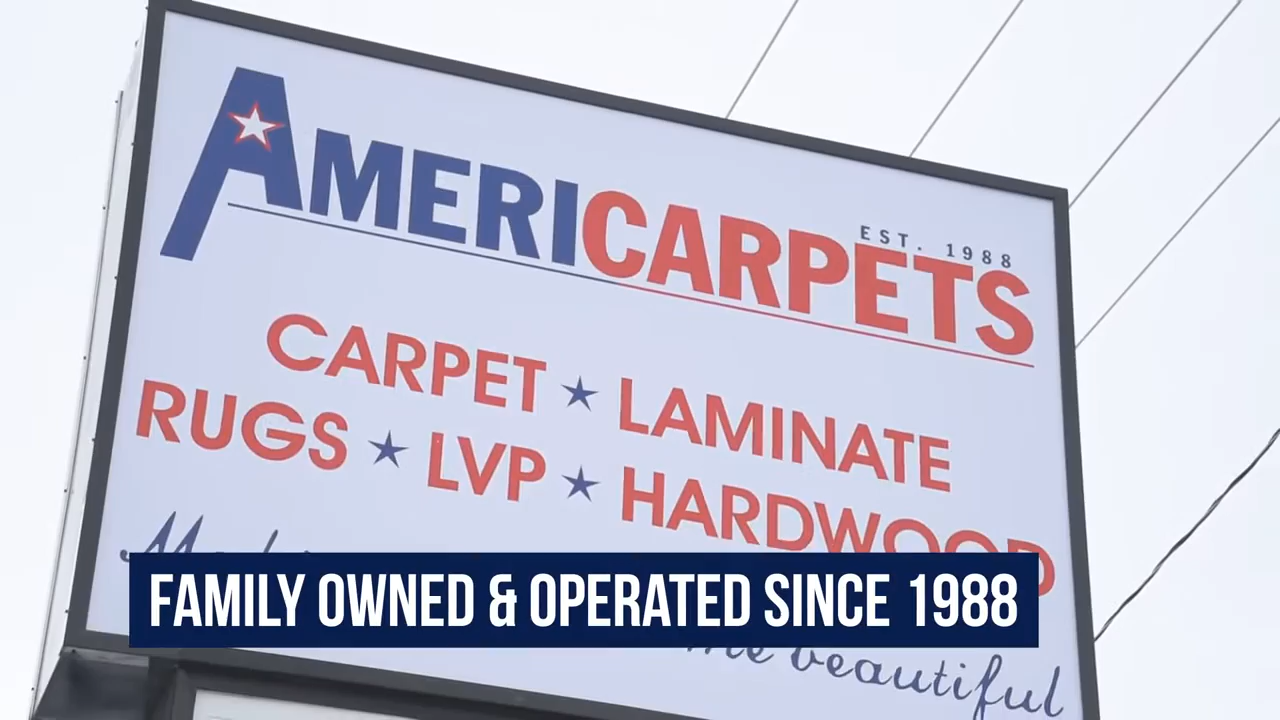 AMERICARPETS
EST. 1988
CARPET ★ LAMINATE
RUGS ★ LVP ★ HARDWOOD
FAMILY OWNED & OPERATED SINCE 1988
beautiful